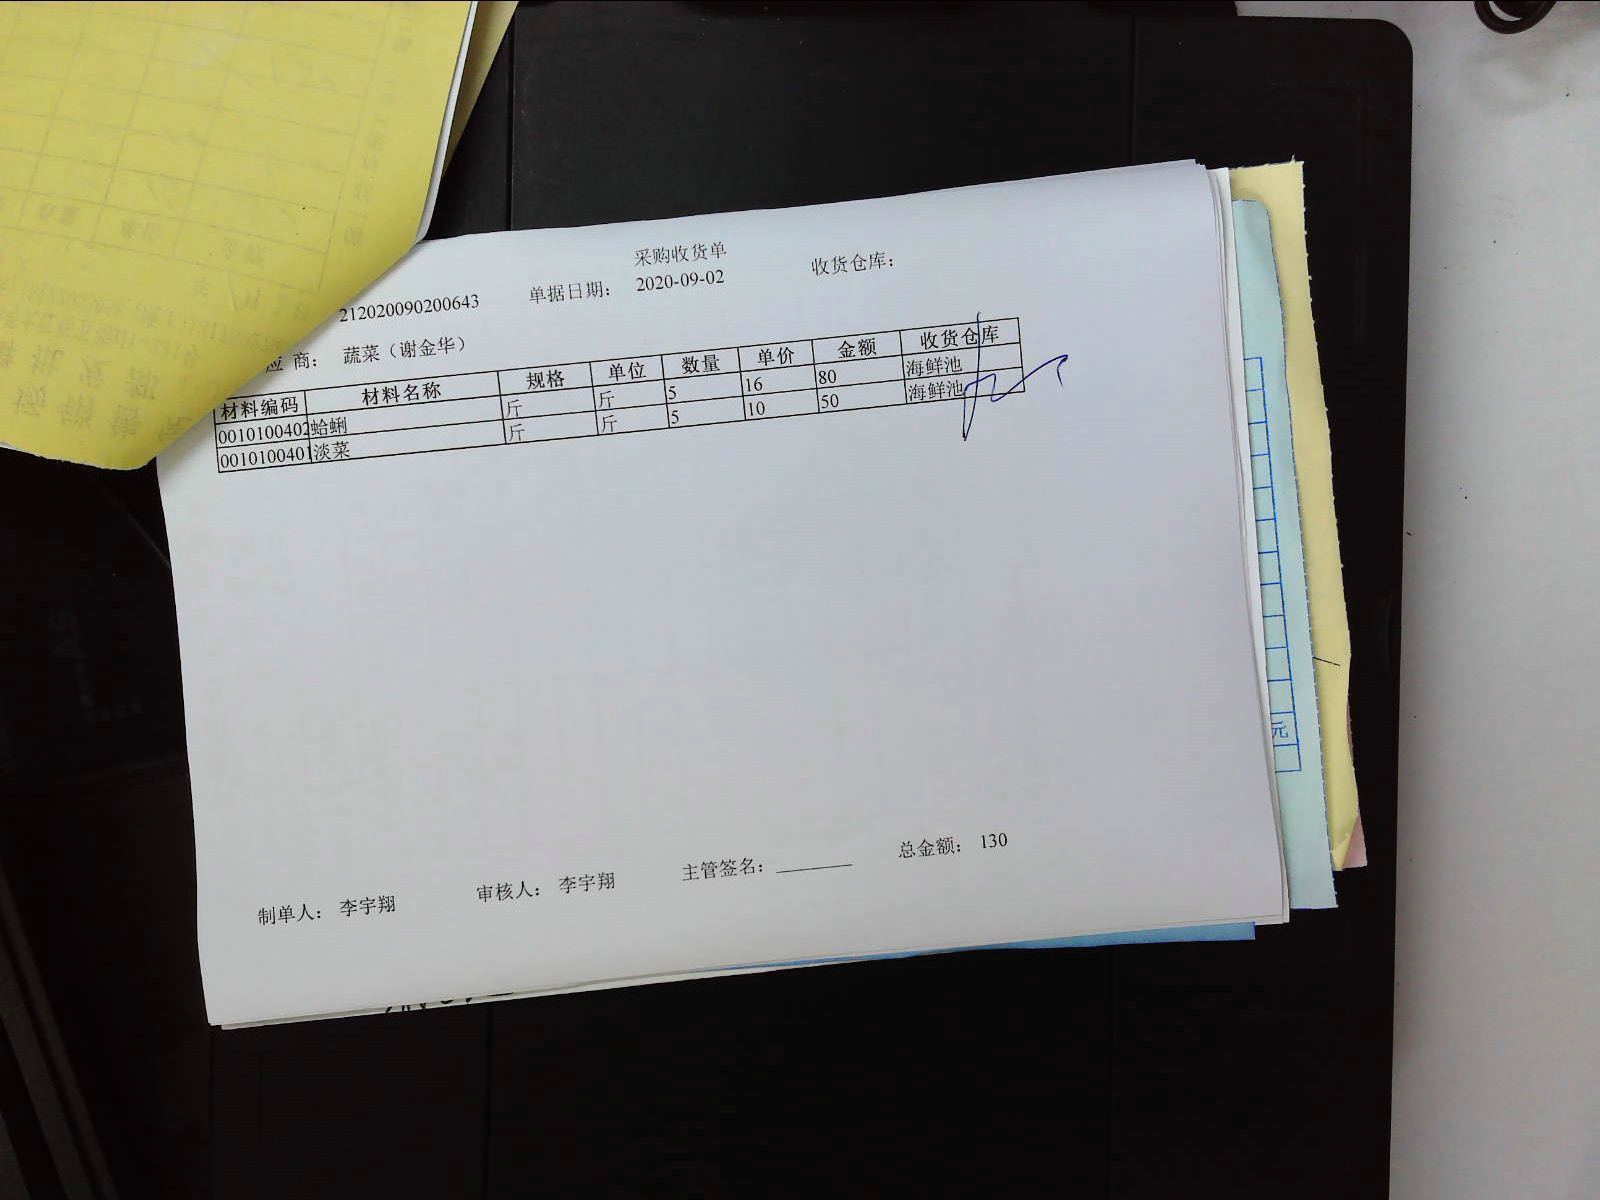 采购收货单
212020090200643 单据日期： 2020-09-02 收货仓库：
应 商： 蔬菜（谢金华）
材料编码 材料名称 规格 单位 数量 单价 金额 收货仓库
0010100402 蛤蜊 斤 斤 5 16 80 海鲜池
0010100401 淡菜 斤 斤 5 10 50 海鲜池
制单人： 李宇翔 审核人： 李宇翔 主管签名： 总金额： 130
元